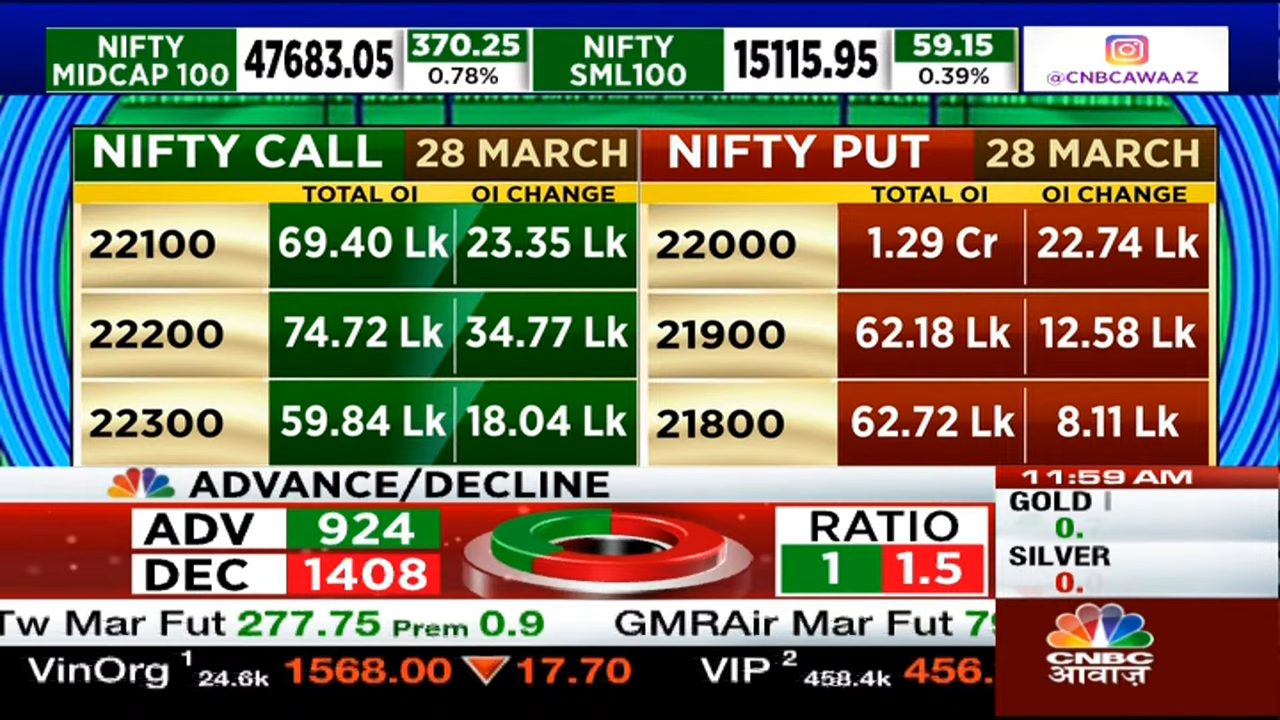 NIFTY MIDCAP 100 47683.05 370.25 0.78% NIFTY SML100 15115.95 59.15 0.39% @CNBCAWAAZ
NIFTY CALL 28 MARCH NIFTY PUT 28 MARCH
TOTAL OI OI CHANGE TOTAL OI OI CHANGE
22100 69.40 Lk 23.35 Lk 22000 1.29 Cr 22.74 Lk
22200 74.72 Lk 34.77 Lk 21900 62.18 Lk 12.58 Lk
22300 59.84 Lk 18.04 Lk 21800 62.72 Lk 8.11 Lk
ADVANCE/DECLINE
ADV 924
DEC 1408
RATIO
1 1.5
11:59 AM
GOLD
0.
SILVER
0.
Tw Mar Fut 277.75 Prem 0.9 GMRAir Mar Fut
VinOrg 1 24.6k 1568.00 17.70 VIP 2 458.4k 456.
CNBC
आवाज़